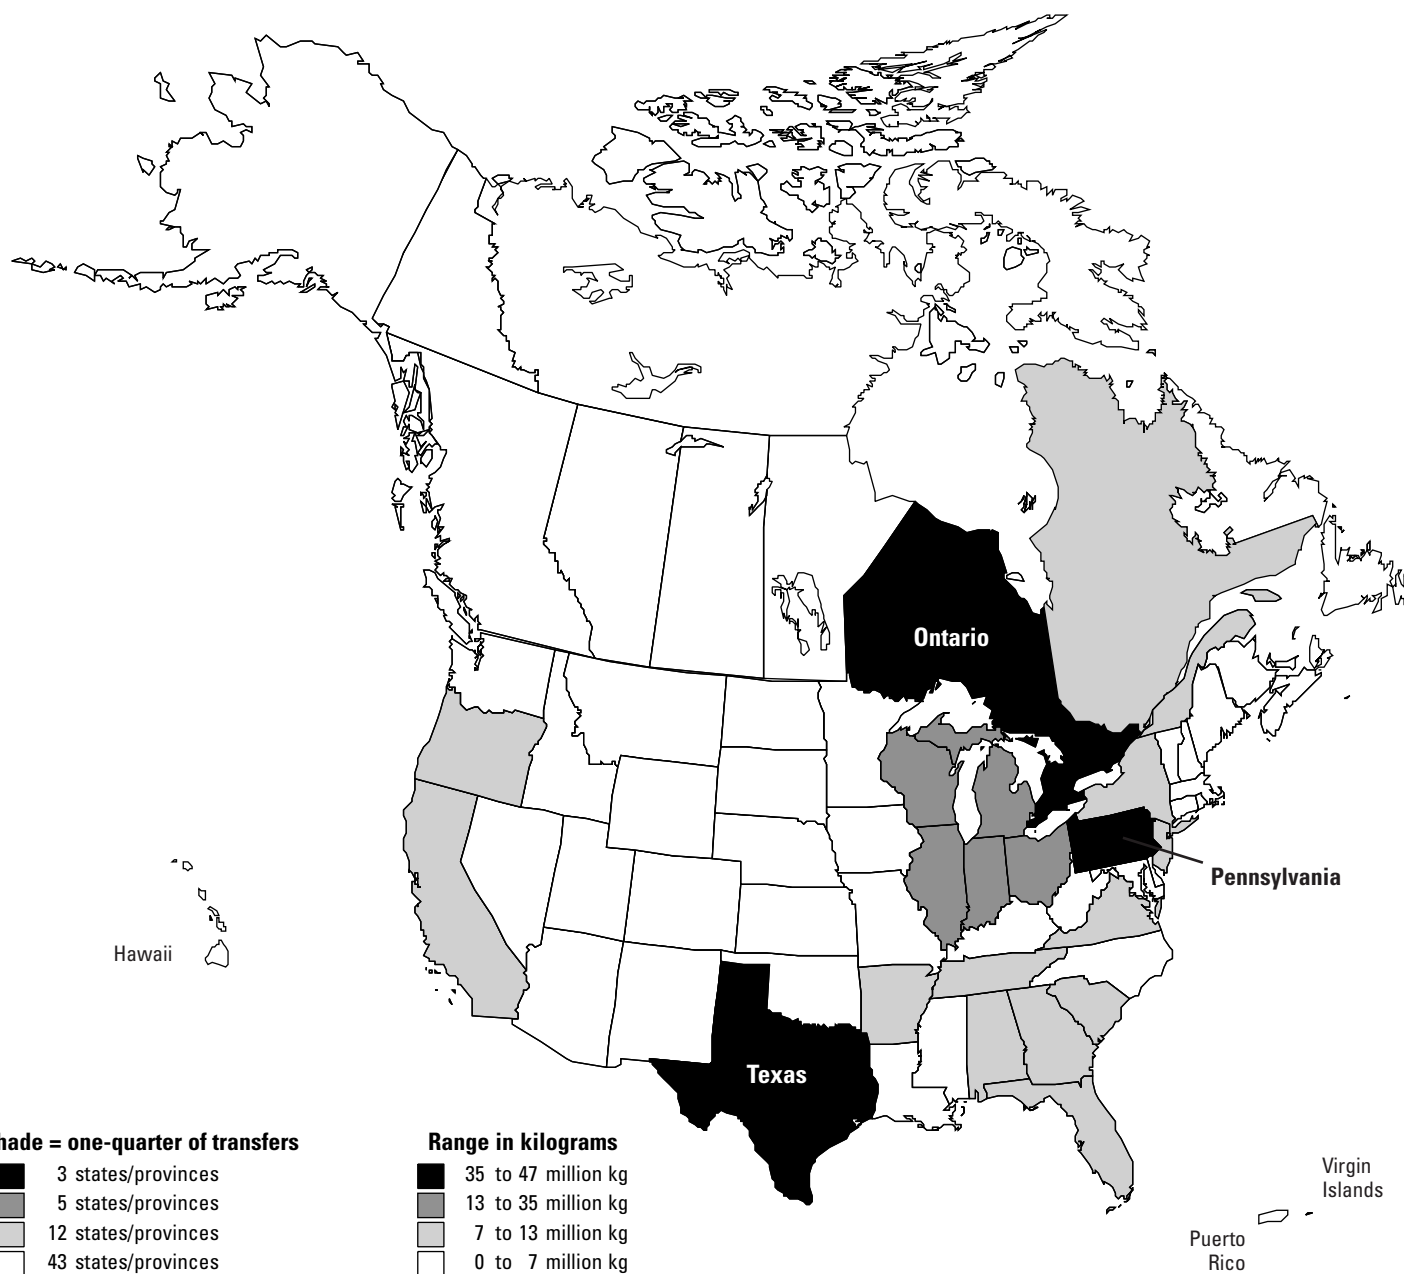 Ontario
Pennsylvania
Hawaii
Texas
hade = one-quarter of transfers
3 states/provinces
5 states/provinces
12 states/provinces
43 states/provinces
Range in kilograms
35 to 47 million kg
13 to 35 million kg
7 to 13 million kg
0 to 7 million kg
Virgin
Islands
Puerto
Rico